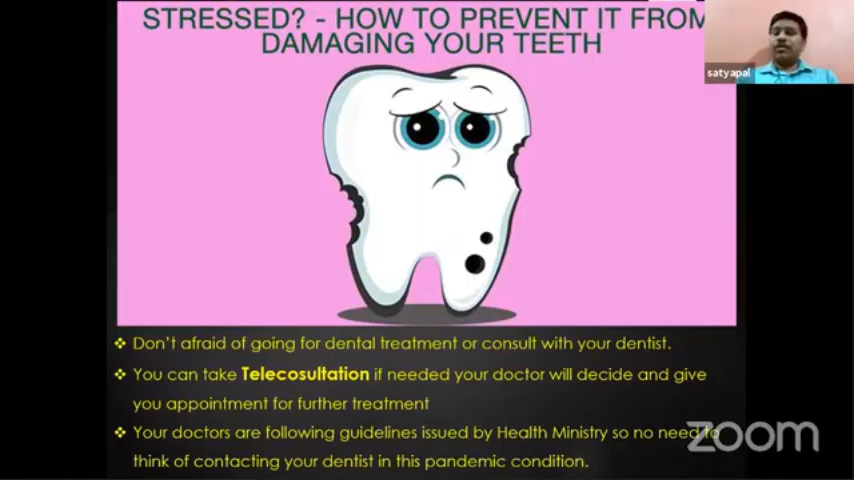 STRESSED? - HOW TO PREVENT IT FROM
DAMAGING YOUR TEETH
satyapal
❖ Don't afraid of going for dental treatment or consult with your dentist.
❖ You can take Telecosultation if needed your doctor will decide and give
you appointment for further treatment
❖ Your doctors are following guidelines issued by Health Ministry so no need to
think of contacting your dentist in this pandemic condition.
zoom